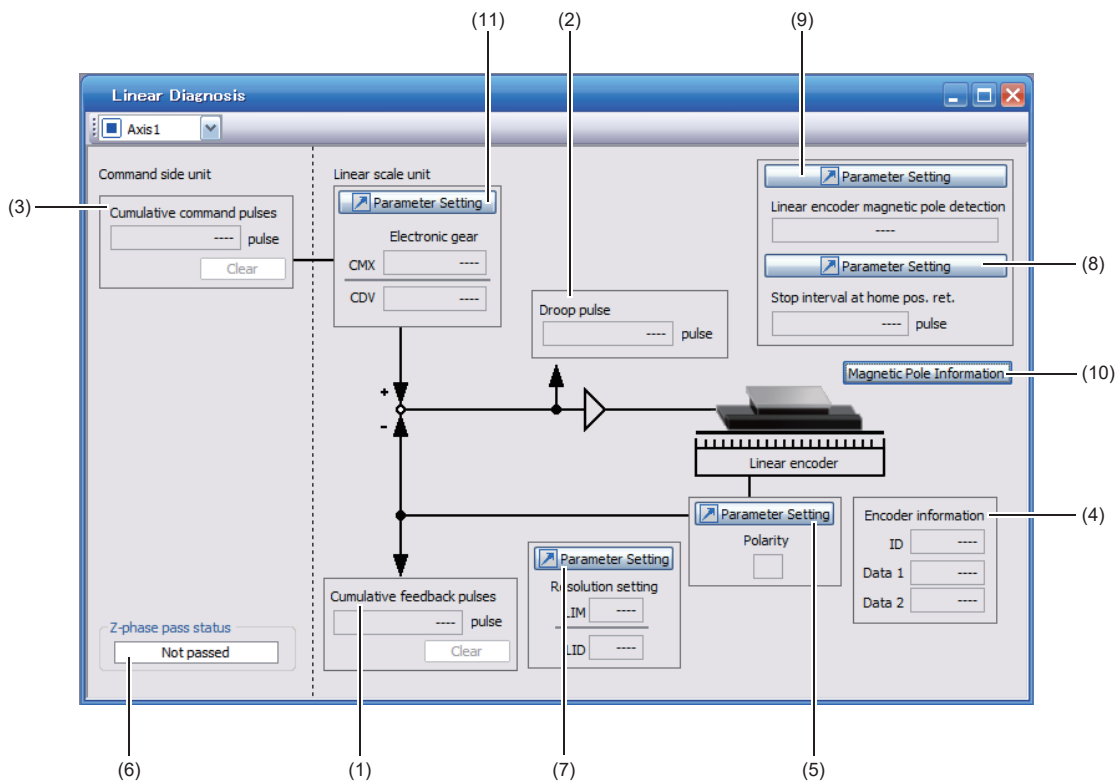 (11)
(2)
(9)
Linear Diagnosis
Axis1
Command side unit
(3)
Cumulative command pulses
---- pulse
Clear
Linear scale unit
Parameter Setting
Electronic gear
CMX ----
CDV ----
Droop pulse
---- pulse
Parameter Setting
Linear encoder magnetic pole detection
----
Parameter Setting
(8)
Stop interval at home pos. ret.
---- pulse
Magnetic Pole Information
(10)
+
-
Linear encoder
Parameter Setting
Polarity
Encoder information
(4)
ID ----
Data 1 ----
Data 2 ----
Parameter Setting
Resolution setting
LIM ----
LID ----
Cumulative feedback pulses
---- pulse
Clear
Z-phase pass status
Not passed
(6)
(1)
(7)
(5)